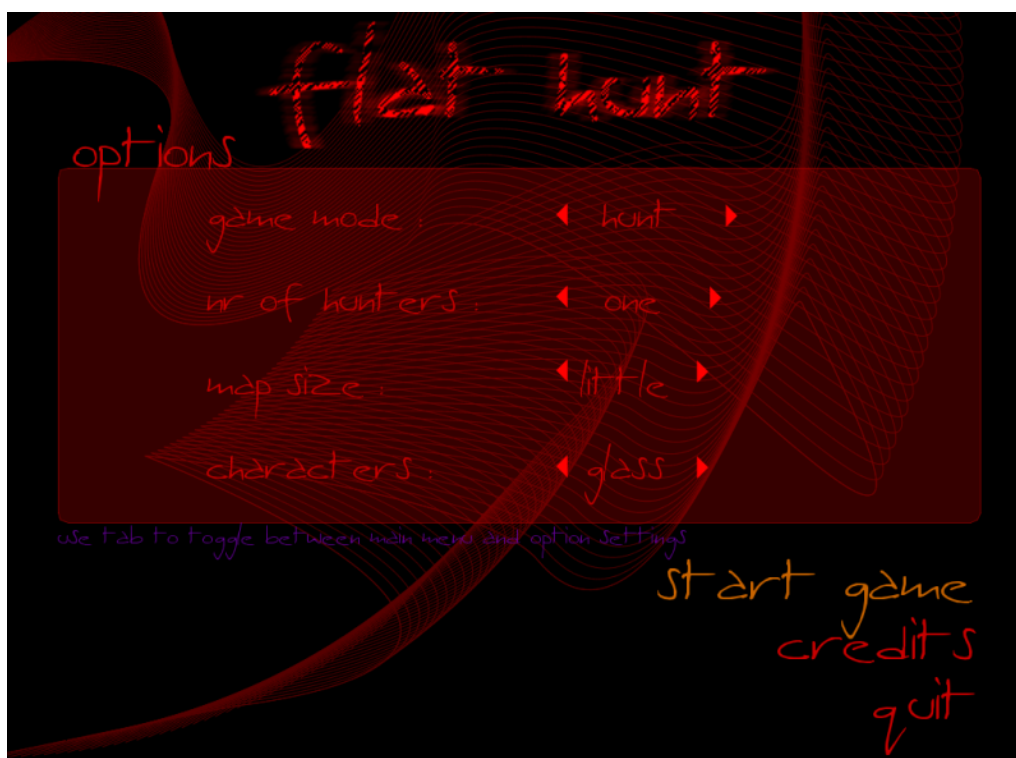 flat hunt
options
game mode : hunt
nr of hunters : one
map size : little
characters : glass
use tab to toggle between main menu and option settings
start game
credits
quit